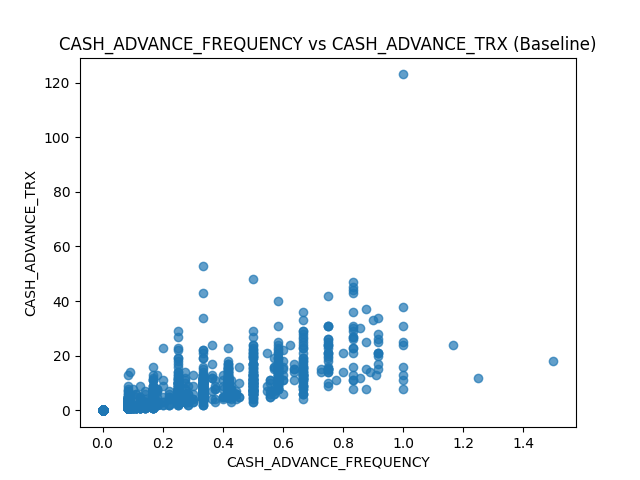 CASH_ADVANCE_FREQUENCY vs CASH_ADVANCE_TRX (Baseline)
120
100
80
60
40
20
0
CASH_ADVANCE_TRX
0.0 0.2 0.4 0.6 0.8 1.0 1.2 1.4
CASH_ADVANCE_FREQUENCY